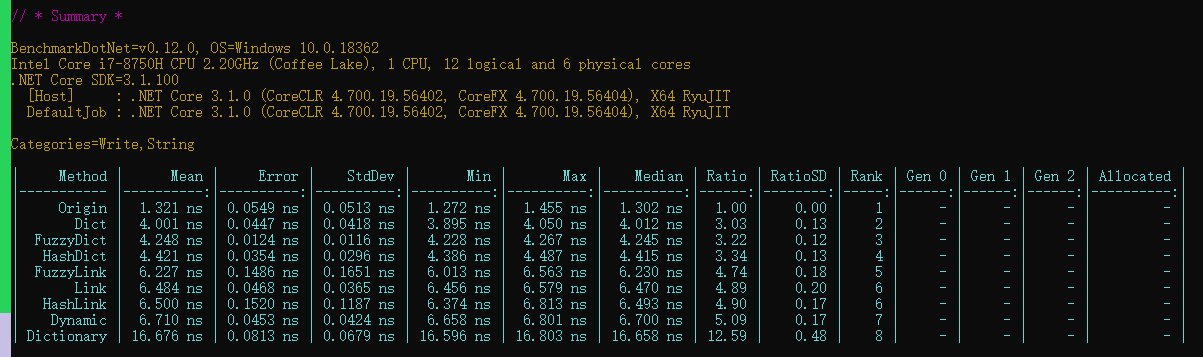 // * Summary *
BenchmarkDotNet=v0.12.0, OS=Windows 10.0.18362
Intel Core i7-8750H CPU 2.20GHz (Coffee Lake), 1 CPU, 12 logical and 6 physical cores
.NET Core SDK=3.1.100
  [Host]     : .NET Core 3.1.0 (CoreCLR 4.700.19.56402, CoreFX 4.700.19.56404), X64 RyuJIT
  DefaultJob : .NET Core 3.1.0 (CoreCLR 4.700.19.56402, CoreFX 4.700.19.56404), X64 RyuJIT
Categories=Write,String
|     Method |      Mean |     Error |    StdDev |       Min |       Max |    Median | Ratio | RatioSD | Rank | Gen 0 | Gen 1 | Gen 2 | Allocated |
|----------- |----------:|----------:|----------:|----------:|----------:|----------:|------:|--------:|-----:|------:|------:|------:|----------:|
|     Origin |  1.321 ns | 0.0549 ns | 0.0513 ns |  1.272 ns |  1.455 ns |  1.302 ns |  1.00 |    0.00 |    1 |     - |     - |     - |         - |
|       Dict |  4.001 ns | 0.0447 ns | 0.0418 ns |  3.895 ns |  4.050 ns |  4.012 ns |  3.03 |    0.13 |    2 |     - |     - |     - |         - |
|  FuzzyDict |  4.248 ns | 0.0124 ns | 0.0116 ns |  4.228 ns |  4.267 ns |  4.245 ns |  3.22 |    0.12 |    3 |     - |     - |     - |         - |
|   HashDict |  4.421 ns | 0.0354 ns | 0.0296 ns |  4.386 ns |  4.487 ns |  4.415 ns |  3.34 |    0.13 |    4 |     - |     - |     - |         - |
|  FuzzyLink |  6.227 ns | 0.1486 ns | 0.1651 ns |  6.013 ns |  6.563 ns |  6.230 ns |  4.74 |    0.18 |    5 |     - |     - |     - |         - |
|       Link |  6.484 ns | 0.0468 ns | 0.0365 ns |  6.456 ns |  6.579 ns |  6.470 ns |  4.89 |    0.20 |    6 |     - |     - |     - |         - |
|   HashLink |  6.500 ns | 0.1520 ns | 0.1187 ns |  6.374 ns |  6.813 ns |  6.493 ns |  4.90 |    0.17 |    6 |     - |     - |     - |         - |
|    Dynamic |  6.710 ns | 0.0453 ns | 0.0424 ns |  6.658 ns |  6.801 ns |  6.700 ns |  5.09 |    0.17 |    7 |     - |     - |     - |         - |
| Dictionary | 16.676 ns | 0.0813 ns | 0.0679 ns | 16.596 ns | 16.803 ns | 16.658 ns | 12.59 |    0.48 |    8 |     - |     - |     - |         - |